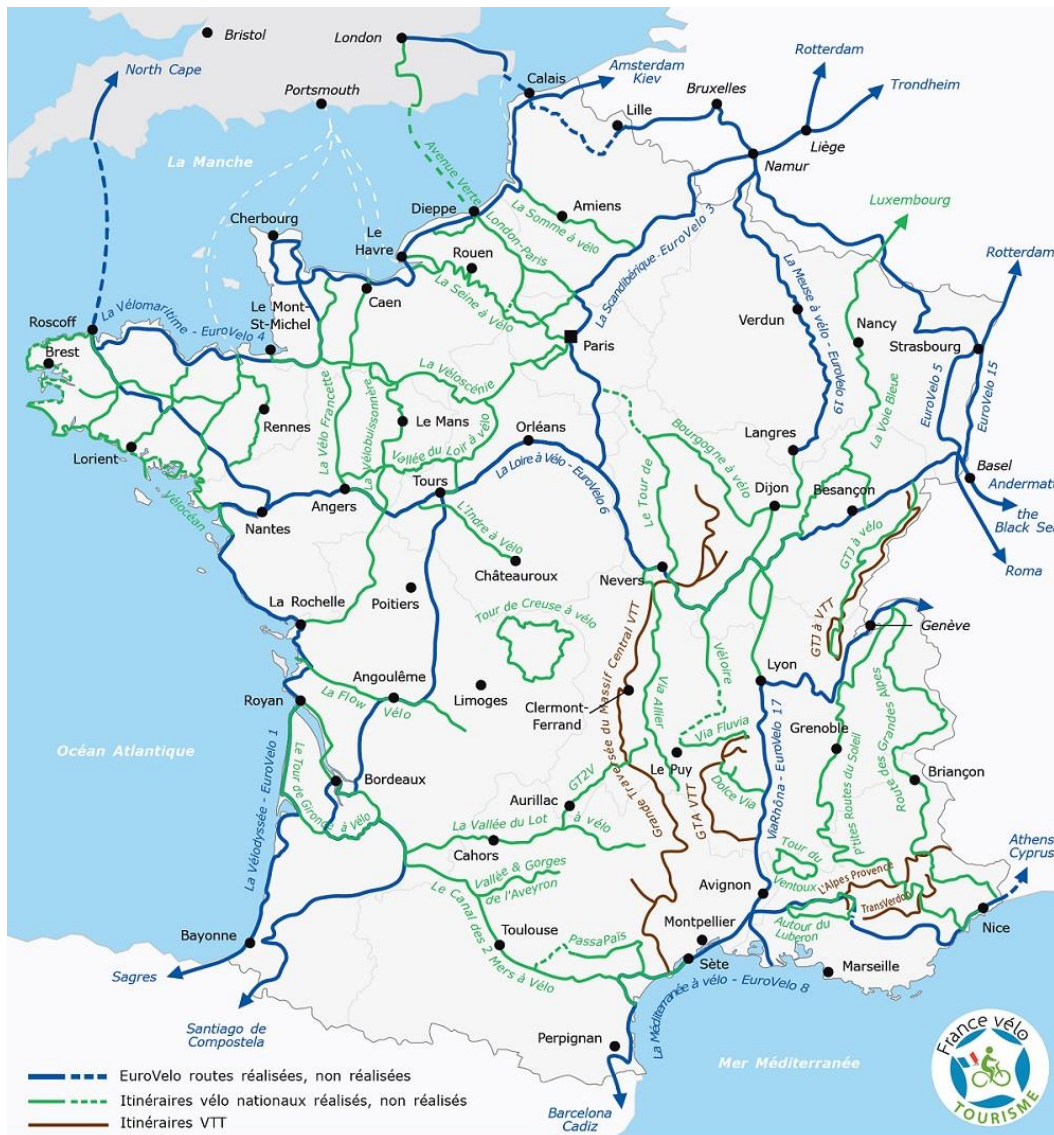 Bristol
London
North Cape
Portsmouth
Calais
Amsterdam
Kiev
Rotterdam
Trondheim
Bruxelles
Lille
Liège
Namur
La Manche
Avenue Verte
Luxembourg
Cherbourg
Dieppe
La Somme à vélo
Amiens
Le
Havre
Rouen
London-Paris
La Scandibérique - EuroVelo 3
La Meuse à vélo - EuroVelo 19
Rotterdam
Caen
La Seine à Vélo
Le Mont-
St-Michel
Roscoff
La Vélomaritime - EuroVelo 4
Brest
Paris
Verdun
Nancy
Strasbourg
EuroVelo 5
EuroVelo 15
La Véloscénie
La Vélo Francette
La Vélobuissonnière
Le Mans
Vallée du Loir à vélo
Rennes
Lorient
Orléans
Bourgogne à vélo
Langres
La Voie Bleue
Basel
Andermatt
Vélocéan
Nantes
Angers
Tours
La Loire à Vélo - EuroVelo 6
Le Tour de
Dijon
Besançon
the
Black Se
Roma
L'Indre à Vélo
Châteauroux
Nevers
GTJ à vélo
GTJ à VTT
La Rochelle
Poitiers
Tour de Creuse à vélo
Genève
Angoulême
La Flow
Vélo
Limoges
Clermont-
Ferrand
Grande Traversée du Massif Central VTT
Via Allier
Véloire
Lyon
Royan
Océan Atlantique
Le Tour de Gironde à Vélo
Bordeaux
Via Fluvia
Le Puy
Dolce Via
GTA VTT
ViaRhôna - EuroVelo 17
Grenoble
P'tites Routes du Soleil
Route des Grandes Alpes
Briançon
La Vélodyssée - EuroVelo 1
Aurillac
GT2V
La Vallée du Lot
à vélo
Cahors
Vallée & Gorges
de l'Aveyron
Tour du
Ventoux
L'Alpes Provence
TransVerdon
Athens
Cyprus
Avignon
Autour du
Luberon
Nice
Le Canal des 2 Mers à Vélo
Toulouse
PassaPaïs
Montpellier
Sète
Marseille
Bayonne
Sagres
Santiago de
Compostela
La Méditerranée à vélo - EuroVelo 8
Perpignan
Mer Méditerranée
Barcelona
Cadiz
EuroVelo routes réalisées, non réalisées
Itinéraires vélo nationaux réalisés, non réalisés
Itinéraires VTT
France vélo
TOURISME